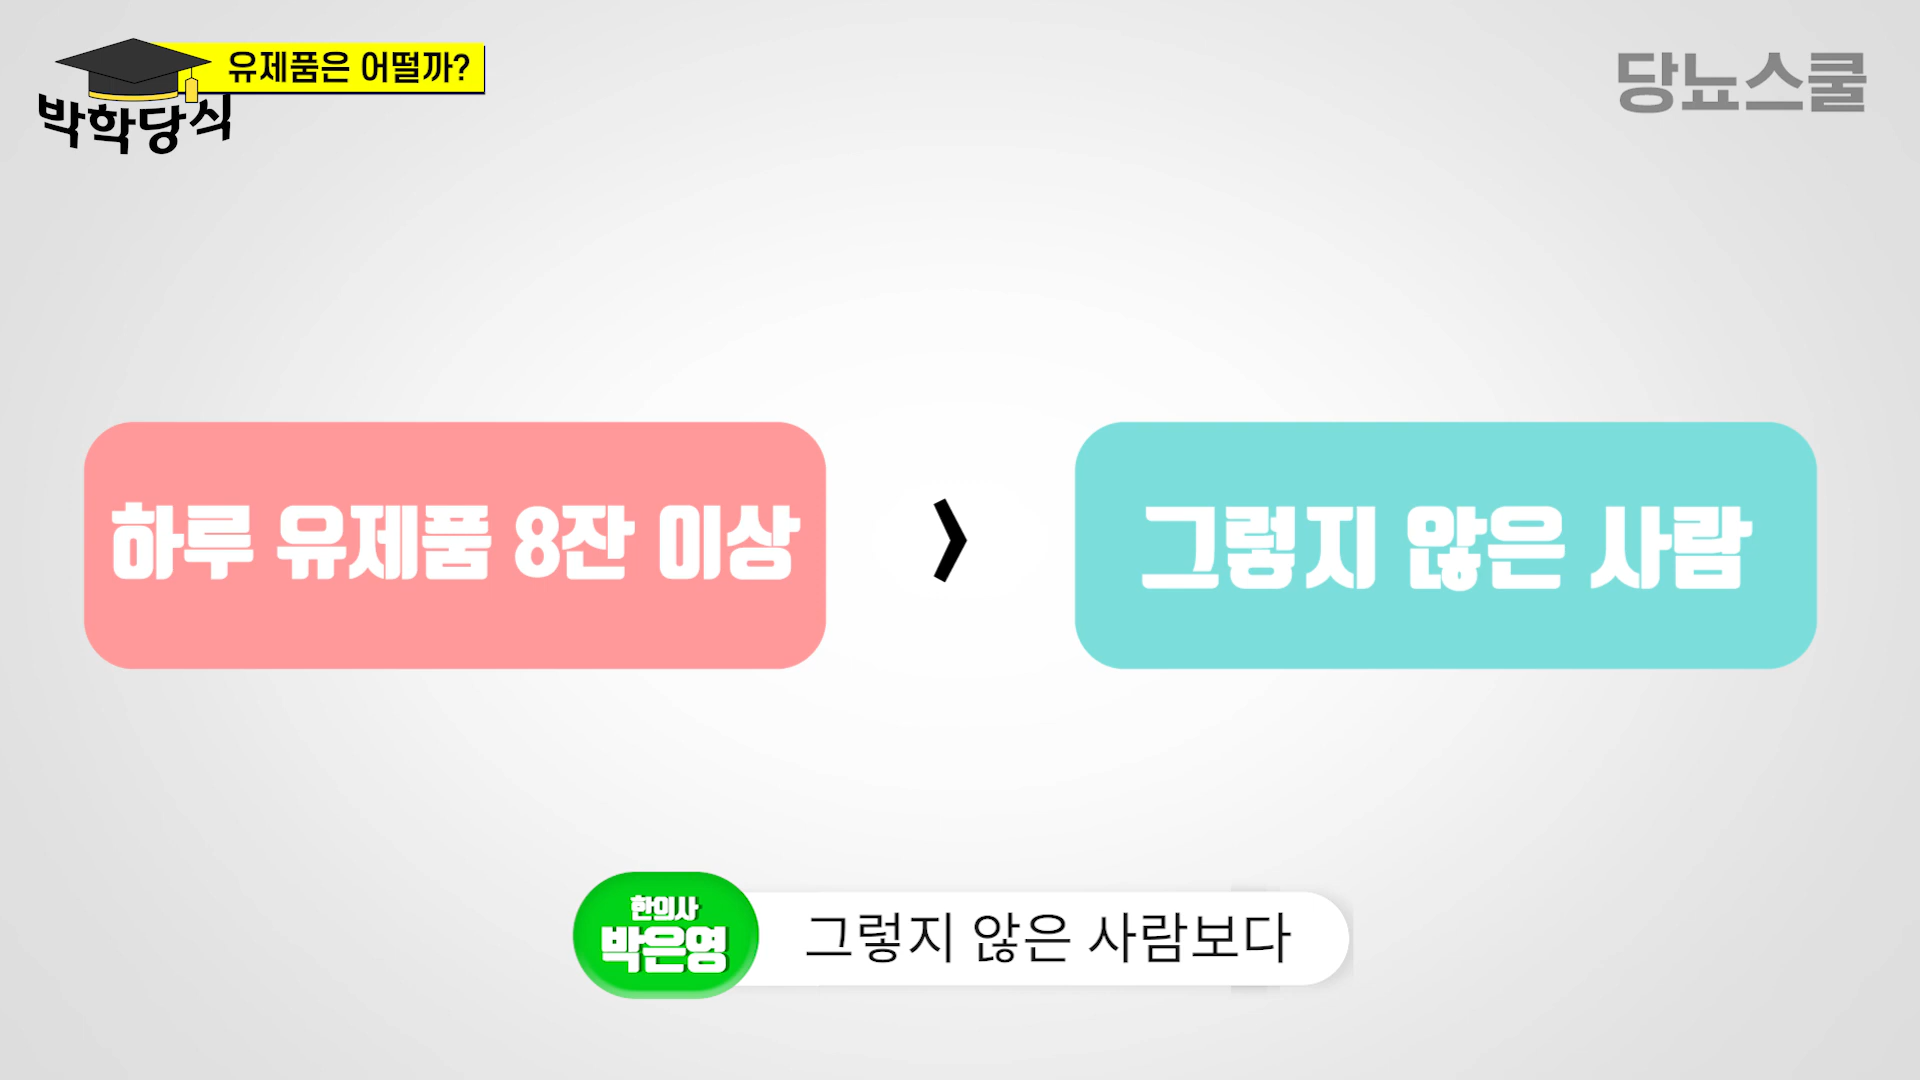 유제품은 어떨까?
박학당식
당뇨스쿨
하루 유제품 8잔 이상
>
그렇지 않은 사람
한의사
박은영
그렇지 않은 사람보다